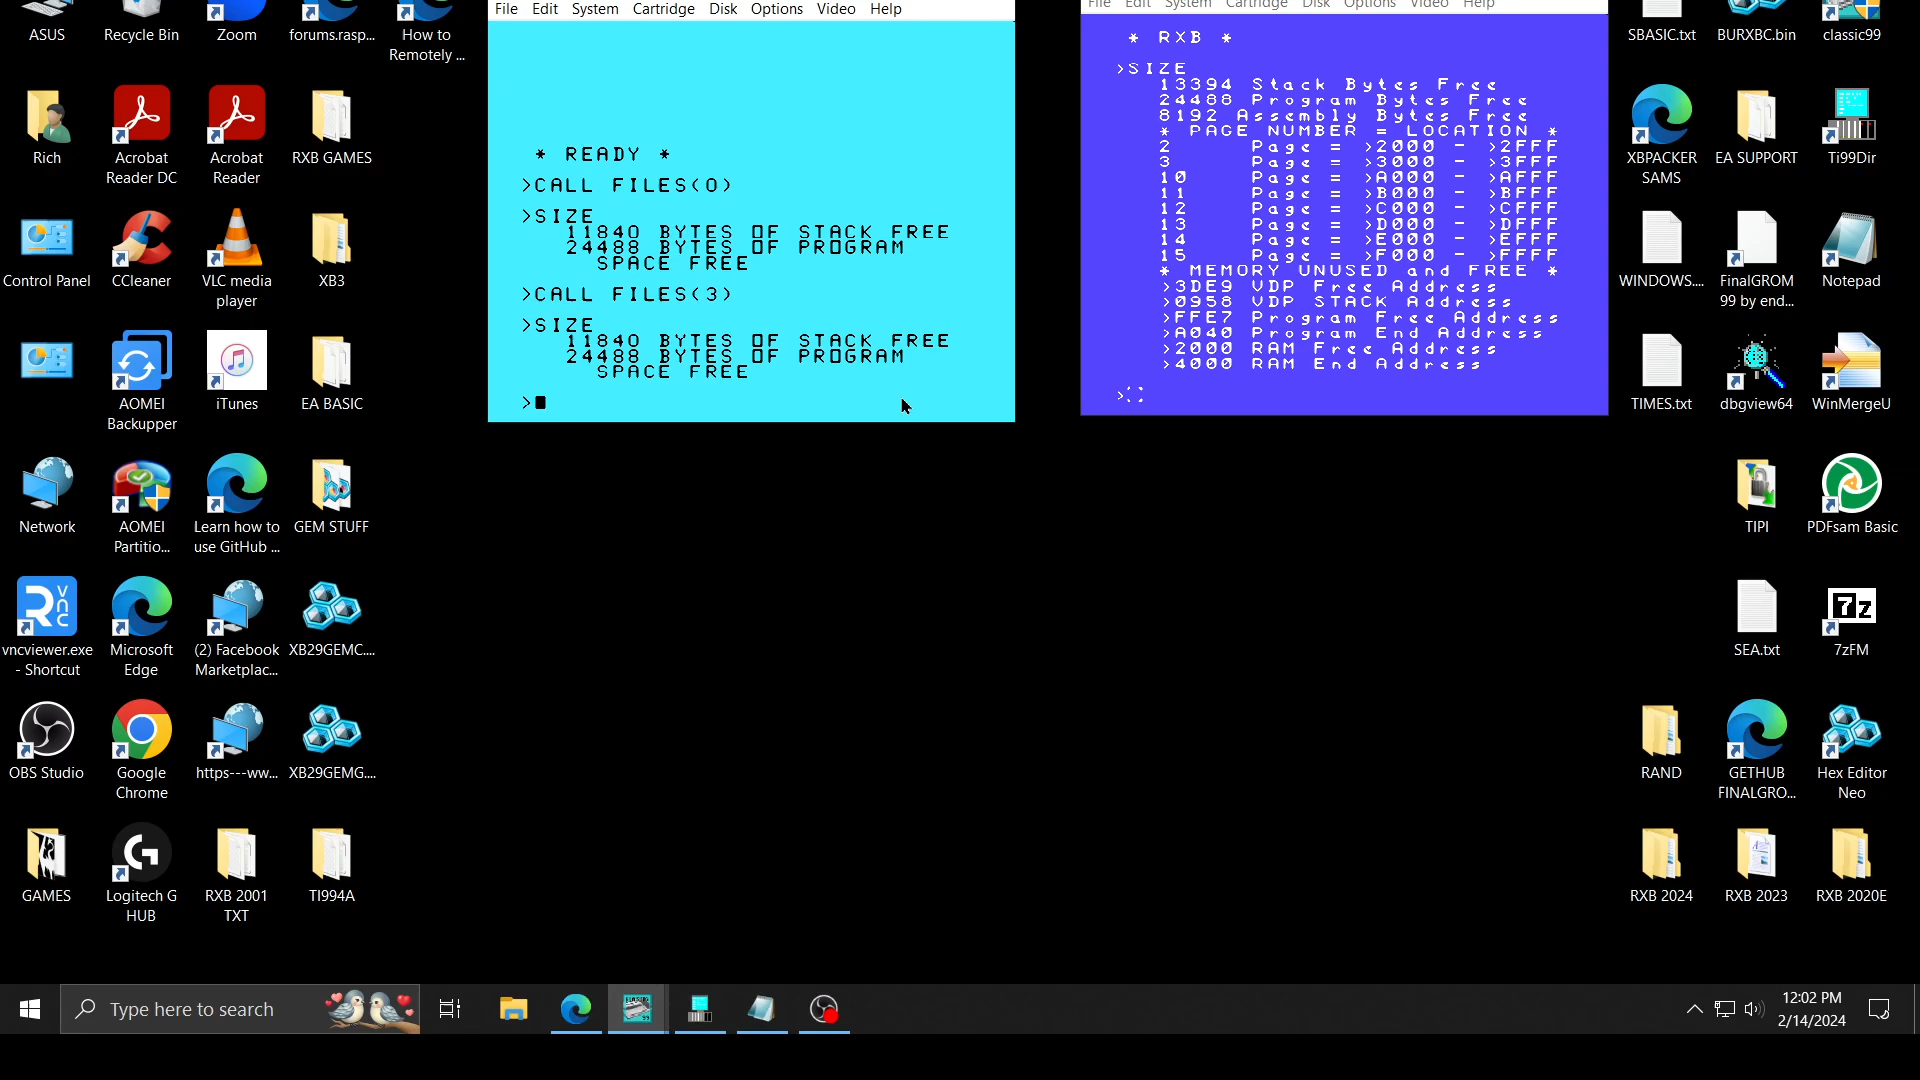 File Edit System Cartridge Disk Options Video Help
* READY *
>CALL FILES(0)
>SIZE
11840 BYTES OF STACK FREE
24488 BYTES OF PROGRAM
SPACE FREE
>CALL FILES(3)
>SIZE
11840 BYTES OF STACK FREE
24488 BYTES OF PROGRAM
SPACE FREE
>
File Edit System Cartridge Disk Options Video Help
* RXB *
>SIZE
13394 Stack Bytes Free
24488 Program Bytes Free
8192 Assembly Bytes Free
* PAGE NUMBER = LOCATION *
2 Page = >2000 - >2FFF
3 Page = >3000 - >3FFF
10 Page = >A000 - >AFFF
11 Page = >B000 - >BFFF
12 Page = >C000 - >CFFF
13 Page = >D000 - >DFFF
14 Page = >E000 - >EFFF
15 Page = >F000 - >FFFF
* MEMORY UNUSED and FREE *
>3DE9 VDP Free Address
>0958 VDP STACK Address
>FFE7 Program Free Address
>A040 Program End Address
>2000 RAM Free Address
>4000 RAM End Address
>
ASUS
Recycle Bin
Zoom
forums.rasp...
How to
Remotely ...
Rich
Acrobat
Reader DC
Acrobat
Reader
RXB GAMES
Control Panel
CCleaner
VLC media
player
XB3
AOMEI
Backupper
iTunes
EA BASIC
Network
AOMEI
Partitio...
Learn how to
use GitHub ...
GEM STUFF
vncviewer.exe
- Shortcut
Microsoft
Edge
(2) Facebook
Marketplac...
XB29GEMC....
OBS Studio
Google
Chrome
https---ww...
XB29GEMG....
GAMES
Logitech G
HUB
RXB 2001
TXT
TI994A
SBASIC.txt
BURXBC.bin
classic99
XBPACKER
SAMS
EA SUPPORT
Ti99Dir
WINDOWS....
FinalGROM
99 by end...
Notepad
TIMES.txt
dbgview64
WinMergeU
TIPI
PDFsam Basic
SEA.txt
7zFM
RAND
GETHUB
FINALGRO...
Hex Editor
Neo
RXB 2024
RXB 2023
RXB 2020E
Type here to search
12:02 PM
2/14/2024